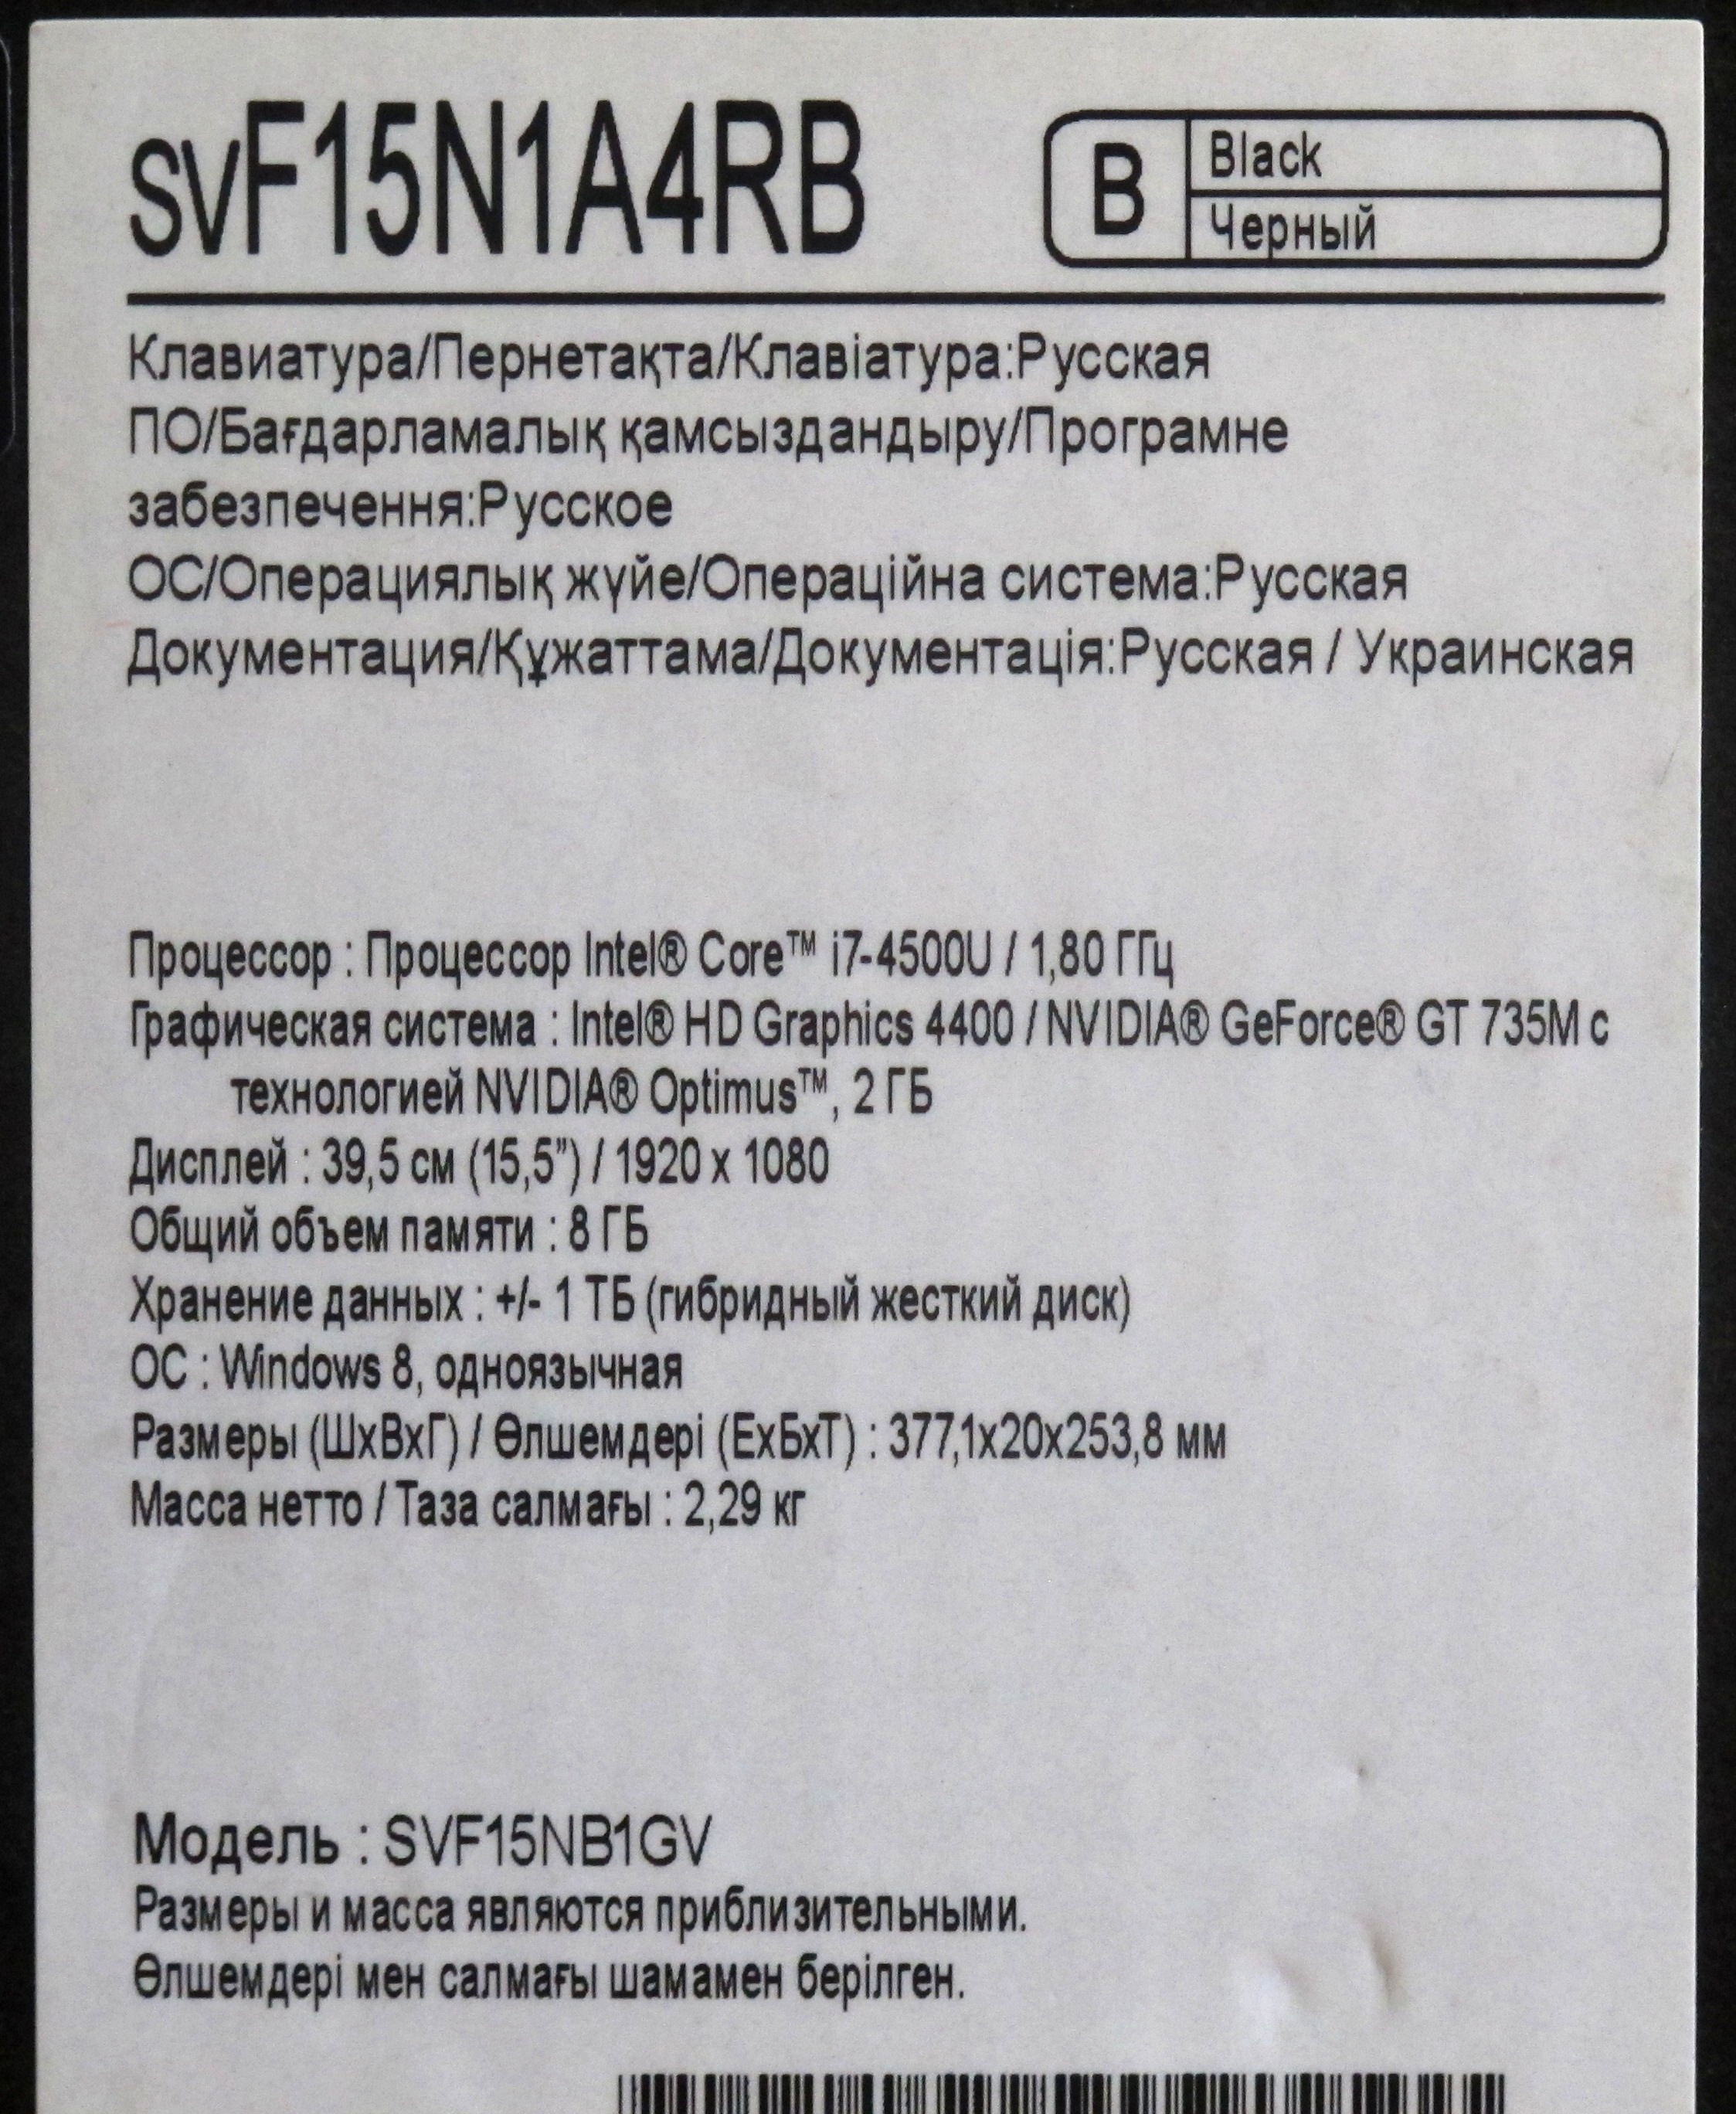 SVF15N1A4RB
B
Black
Черный
Клавиатура/Пернетақта/Клавіатура:Русская
ПО/Бағдарламалық қамсыздандыру/Програмне
забезпечення:Русское
ОС/Операциялық жүйе/Операційна система:Русская
Документация/Құжаттама/Документація:Русская / Украинская
Процессор : Процессор Intel® Core™ i7-4500U / 1,80 ГГц
Графическая система : Intel® HD Graphics 4400 / NVIDIA® GeForce® GT 735M с
технологией NVIDIA® Optimus™, 2 ГБ
Дисплей : 39,5 см (15,5”) / 1920 x 1080
Общий объем памяти : 8 ГБ
Хранение данных : +/- 1 ТБ (гибридный жесткий диск)
ОС : Windows 8, одноязычная
Размеры (ШxВxГ) / Өлшемдері (ЕxБxТ) : 377,1x20x253,8 мм
Масса нетто / Таза салмағы : 2,29 кг
Модель : SVF15NB1GV
Размеры и масса являются приблизительными.
Өлшемдері мен салмағы шамамен берілген.